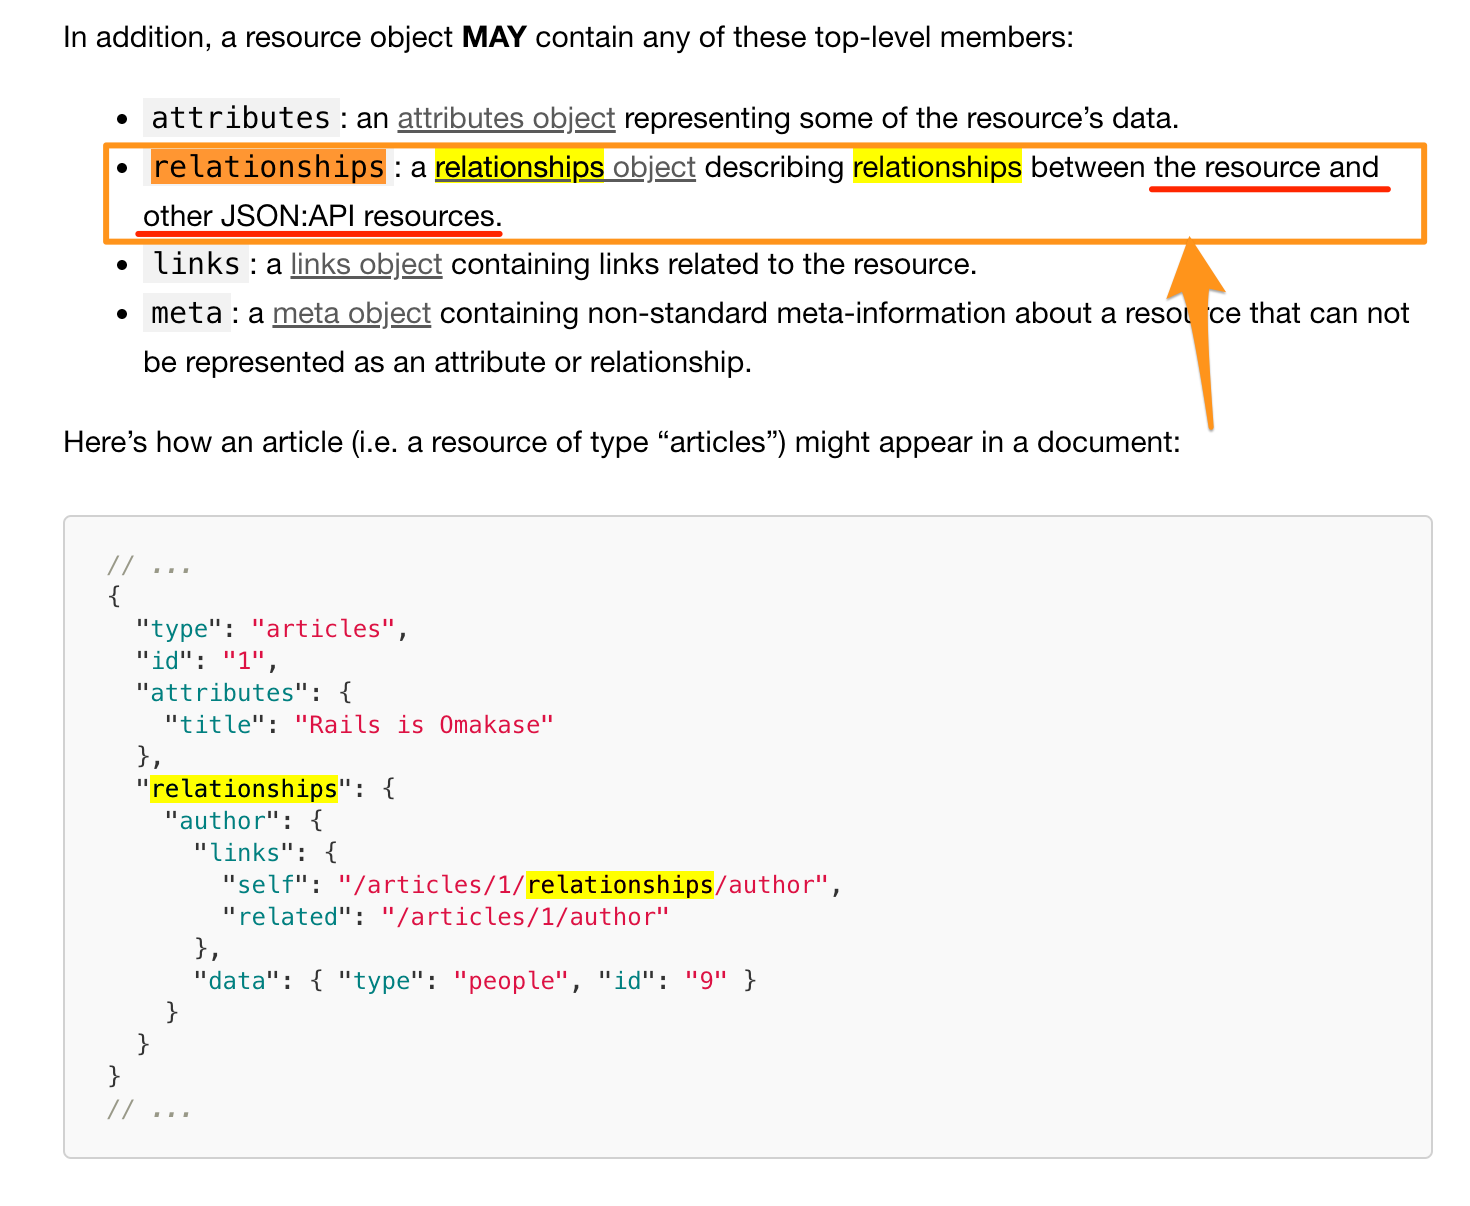 In addition, a resource object MAY contain any of these top-level members:
• attributes: an attributes object representing some of the resource’s data.
• relationships: a relationships object describing relationships between the resource and
other JSON:API resources.
• links: a links object containing links related to the resource.
• meta: a meta object containing non-standard meta-information about a resource that can not
be represented as an attribute or relationship.
Here’s how an article (i.e. a resource of type “articles”) might appear in a document:
// ...
{
  "type": "articles",
  "id": "1",
  "attributes": {
    "title": "Rails is Omakase"
  },
  "relationships": {
    "author": {
      "links": {
        "self": "/articles/1/relationships/author",
        "related": "/articles/1/author"
      },
      "data": { "type": "people", "id": "9" }
    }
  }
}
// ...